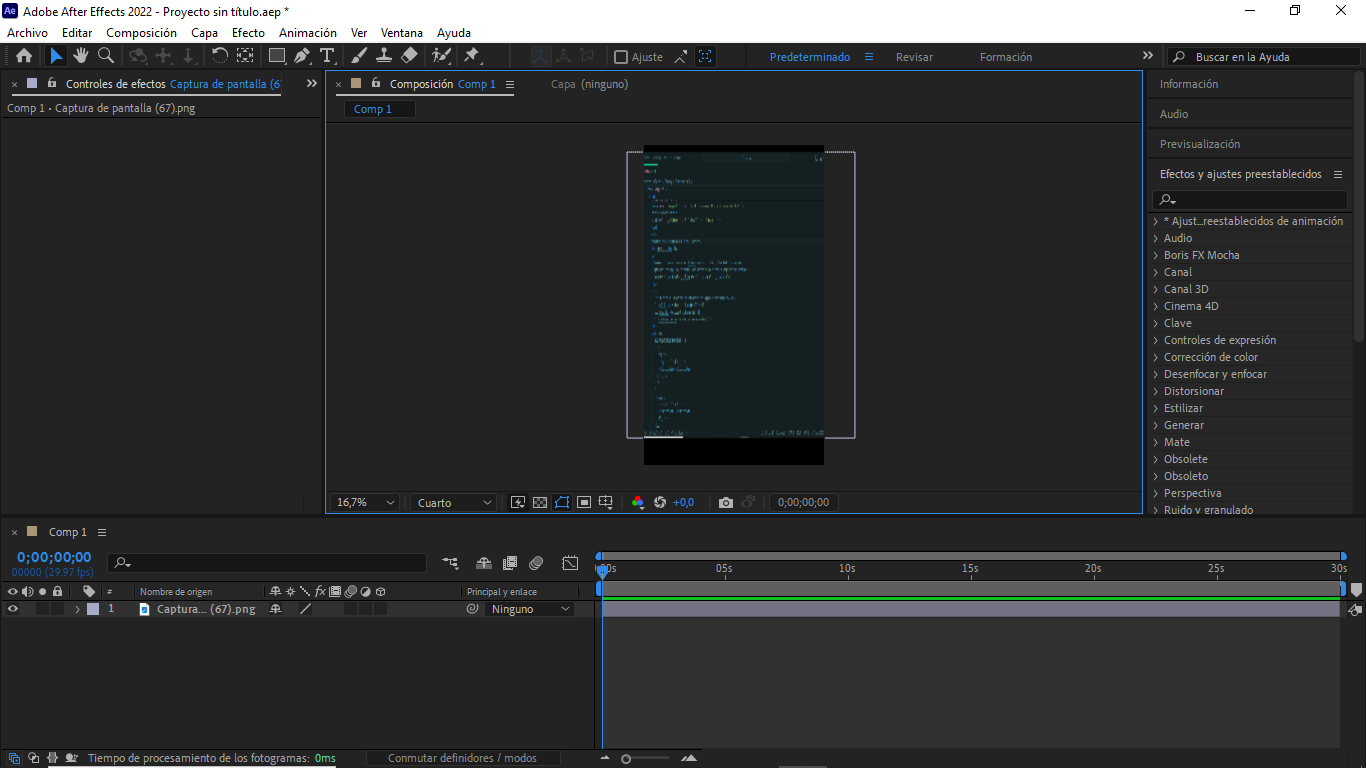 Ae Adobe After Effects 2022 - Proyecto sin título.aep *
Archivo Editar Composición Capa Efecto Animación Ver Ventana Ayuda
Ajuste Predeterminado Revisar Formación Buscar en la Ayuda
Controles de efectos Captura de pantalla (6
Comp 1 • Captura de pantalla (67).png
Composición Comp 1 Capa (ninguno)
Comp 1
16,7% Cuarto +0,0 0;00;00;00
Información
Audio
Previsualización
Efectos y ajustes preestablecidos
* Ajust...reestablecidos de animación
Audio
Boris FX Mocha
Canal
Canal 3D
Cinema 4D
Clave
Controles de expresión
Corrección de color
Desenfocar y enfocar
Distorsionar
Estilizar
Generar
Mate
Obsolete
Obsoleto
Perspectiva
Ruido y granulado
Comp 1
0;00;00;00
00000 (29.97 fps)
00s 05s 10s 15s 20s 25s 30s
# Nombre de origen fx Principal y enlace
1 Captura... (67).png Ninguno
Tiempo de procesamiento de los fotogramas: 0ms Conmutar definidores / modos